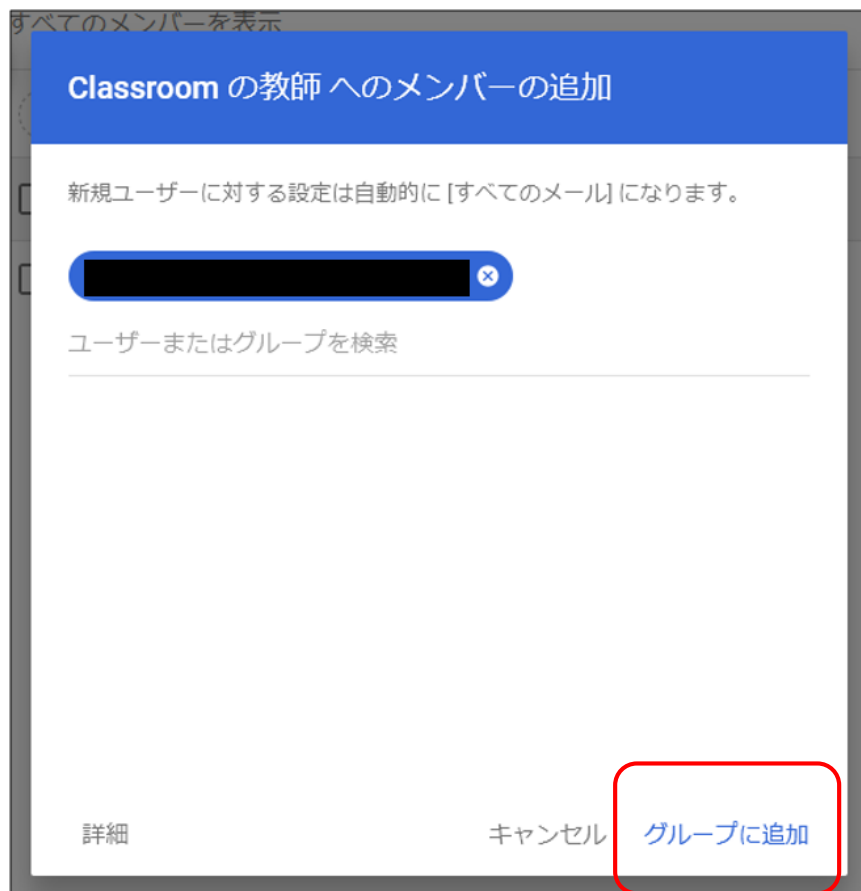 すべてのメンバーを表示
Classroom の教師 へのメンバーの追加
新規ユーザーに対する設定は自動的に [すべてのメール] になります。
ユーザーまたはグループを検索
詳細
キャンセル
グループに追加